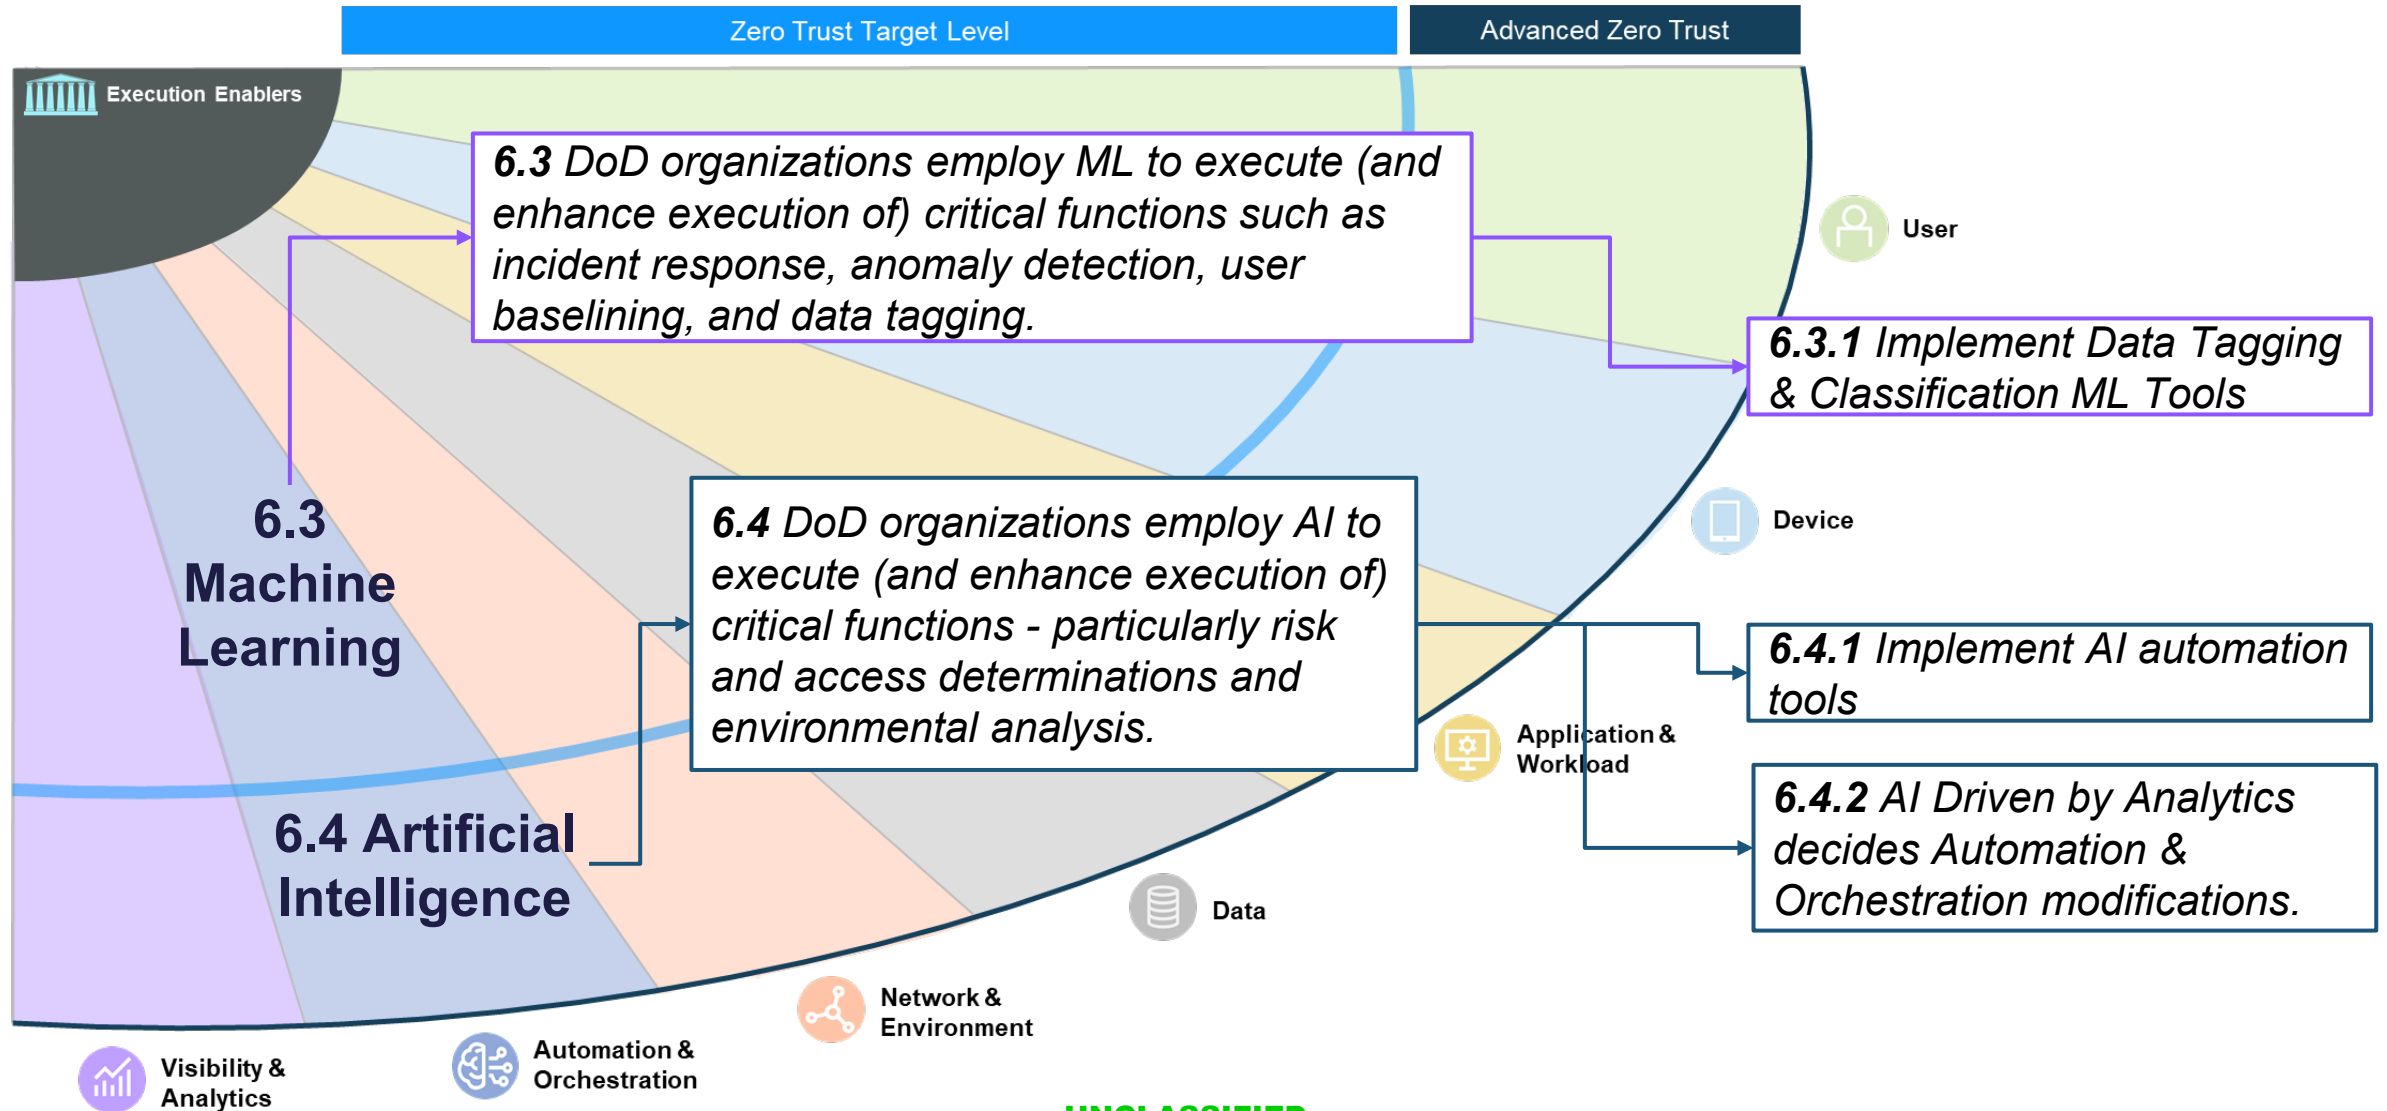 Zero Trust Target Level
Advanced Zero Trust
Execution Enablers
6.3 DoD organizations employ ML to execute (and
enhance execution of) critical functions such as
incident response, anomaly detection, user
baselining, and data tagging.
User
6.3.1 Implement Data Tagging
& Classification ML Tools
6.3
Machine
Learning
6.4 DoD organizations employ AI to
execute (and enhance execution of)
critical functions - particularly risk
and access determinations and
environmental analysis.
Device
6.4.1 Implement AI automation
tools
Application &
Workload
6.4.2 AI Driven by Analytics
decides Automation &
Orchestration modifications.
6.4 Artificial
Intelligence
Data
Network &
Environment
Automation &
Orchestration
Visibility &
Analytics
UNCLASSIFIED